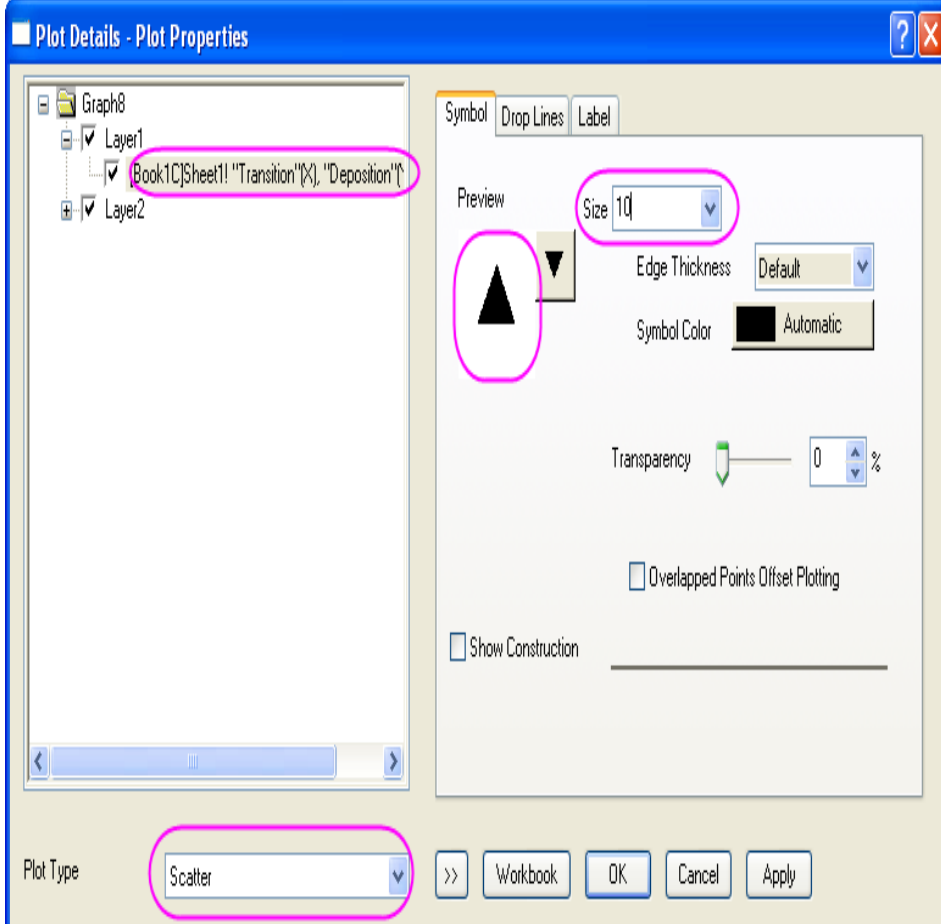 Plot Details - Plot Properties
Graph8
Layer1
[Book1C]Sheet1! "Transition"(X), "Deposition"(
Layer2
Symbol Drop Lines Label
Preview
Size 10
Edge Thickness Default
Symbol Color Automatic
Transparency 0 %
Overlapped Points Offset Plotting
Show Construction
Plot Type Scatter
>> Workbook OK Cancel Apply